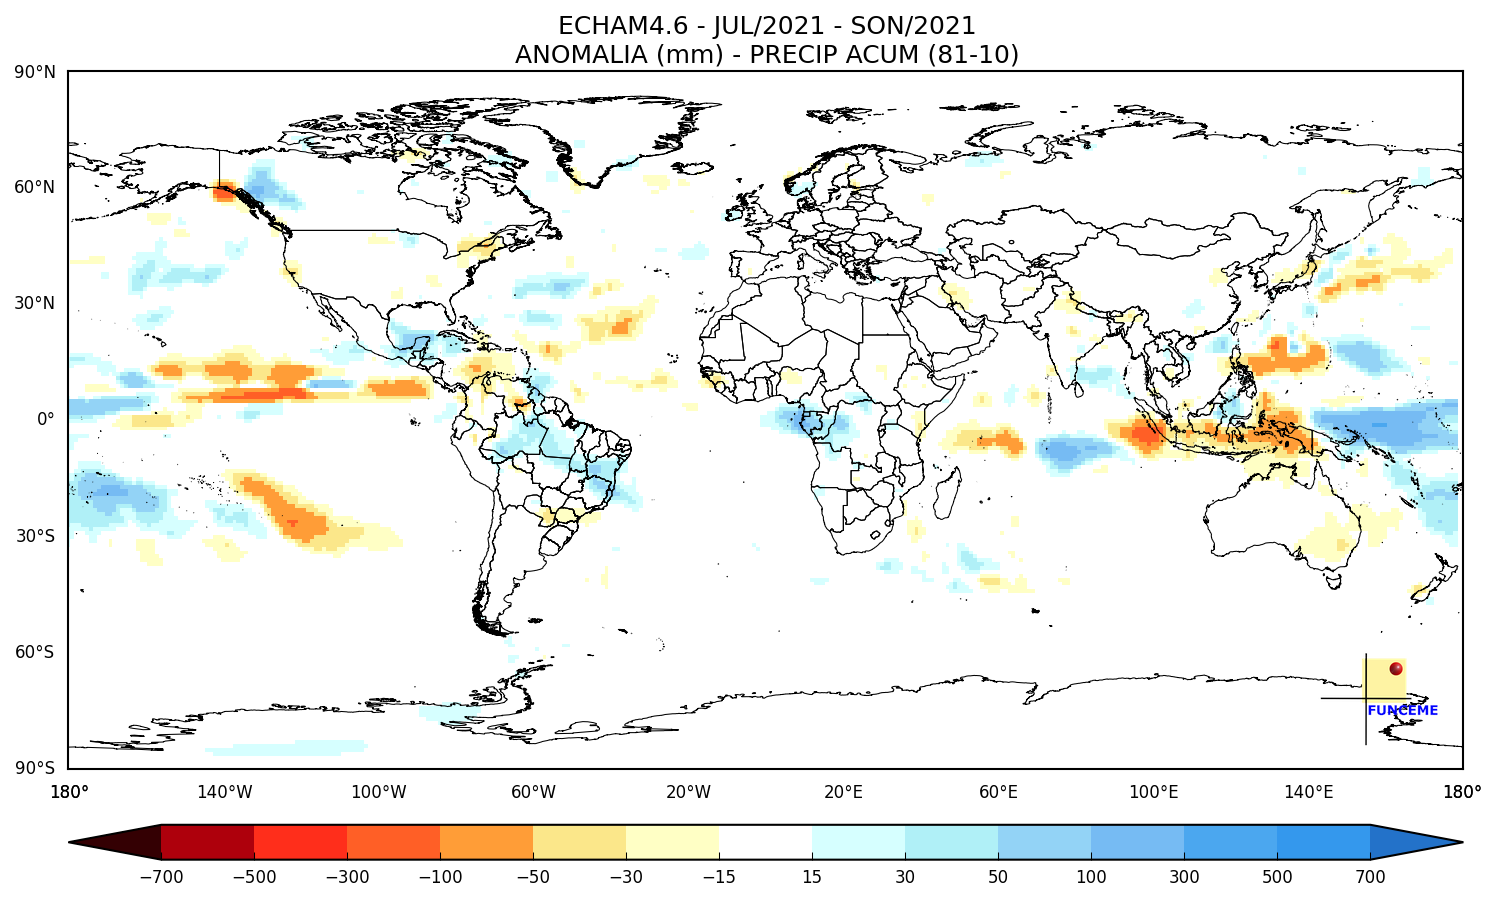 ECHAM4.6 - JUL/2021 - SON/2021
ANOMALIA (mm) - PRECIP ACUM (81-10)
90°N
60°N
30°N
0°
30°S
60°S
90°S
FUNCEME
180° 140°W 100°W 60°W 20°W 20°E 60°E 100°E 140°E 180°
−700 −500 −300 −100 −50 −30 −15 15 30 50 100 300 500 700